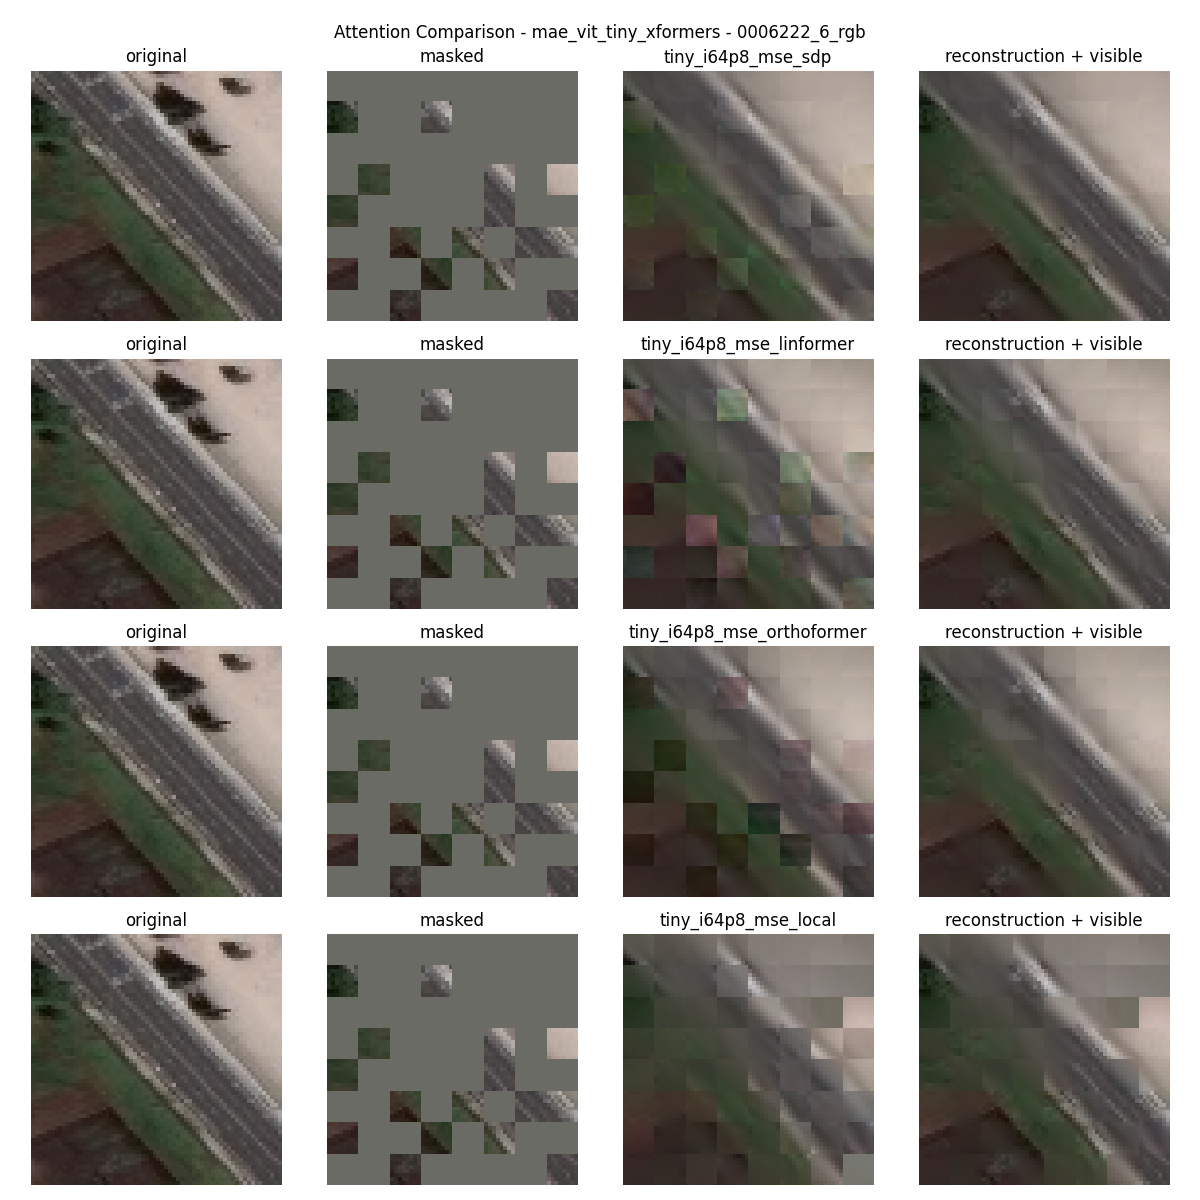 Attention Comparison - mae_vit_tiny_xformers - 0006222_6_rgb
original masked tiny_i64p8_mse_sdp reconstruction + visible
original masked tiny_i64p8_mse_linformer reconstruction + visible
original masked tiny_i64p8_mse_orthoformer reconstruction + visible
original masked tiny_i64p8_mse_local reconstruction + visible